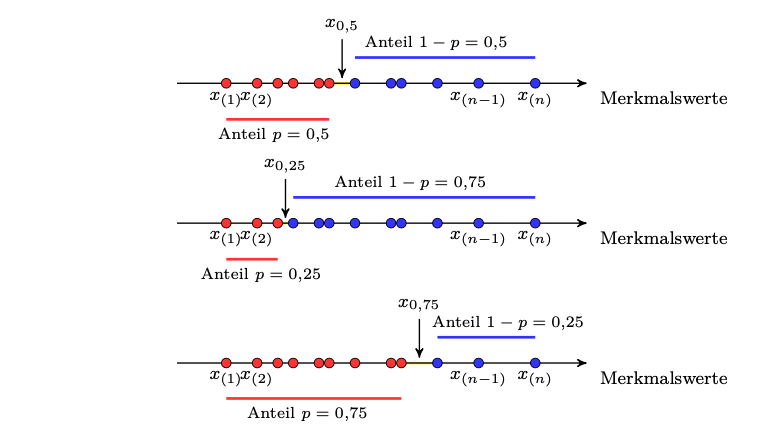 x_{0,5}
Anteil 1 − p = 0,5
x_{(1)} x_{(2)} x_{(n−1)} x_{(n)} Merkmalswerte
Anteil p = 0,5
x_{0,25}
Anteil 1 − p = 0,75
x_{(1)} x_{(2)} x_{(n−1)} x_{(n)} Merkmalswerte
Anteil p = 0,25
x_{0,75}
Anteil 1 − p = 0,25
x_{(1)} x_{(2)} x_{(n−1)} x_{(n)} Merkmalswerte
Anteil p = 0,75